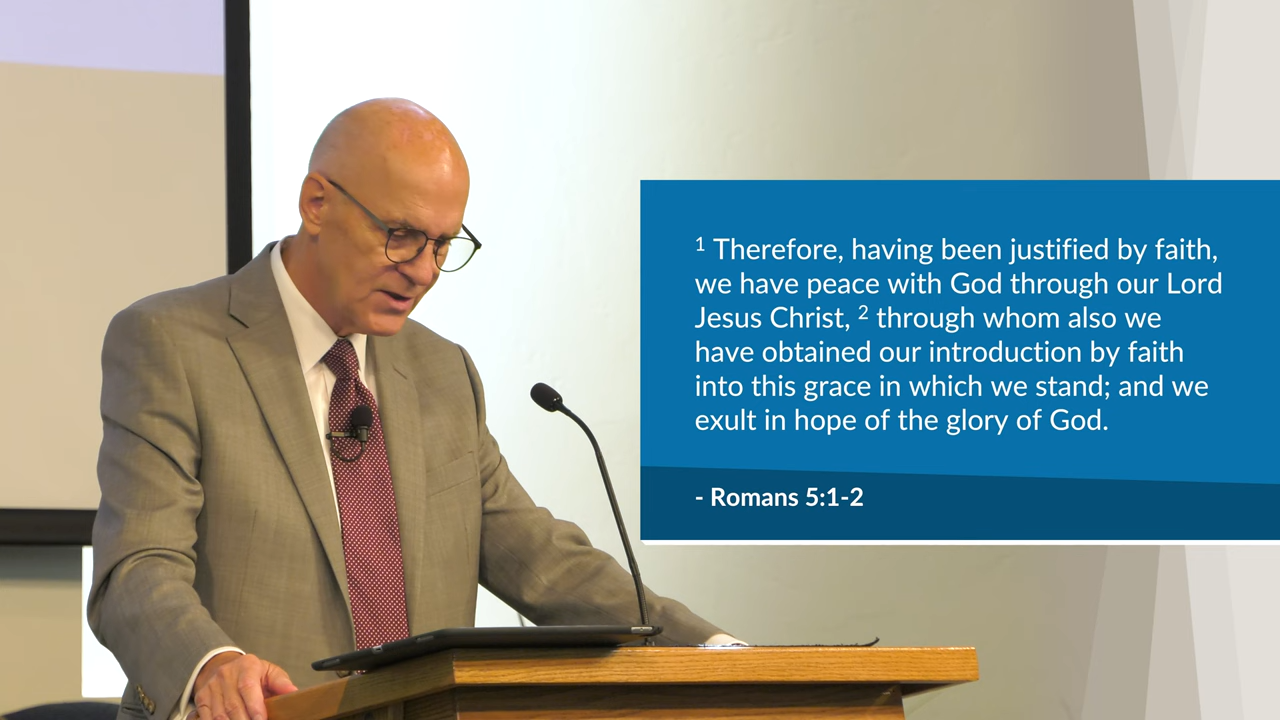 1 Therefore, having been justified by faith,
we have peace with God through our Lord
Jesus Christ, 2 through whom also we
have obtained our introduction by faith
into this grace in which we stand; and we
exult in hope of the glory of God.
- Romans 5:1-2